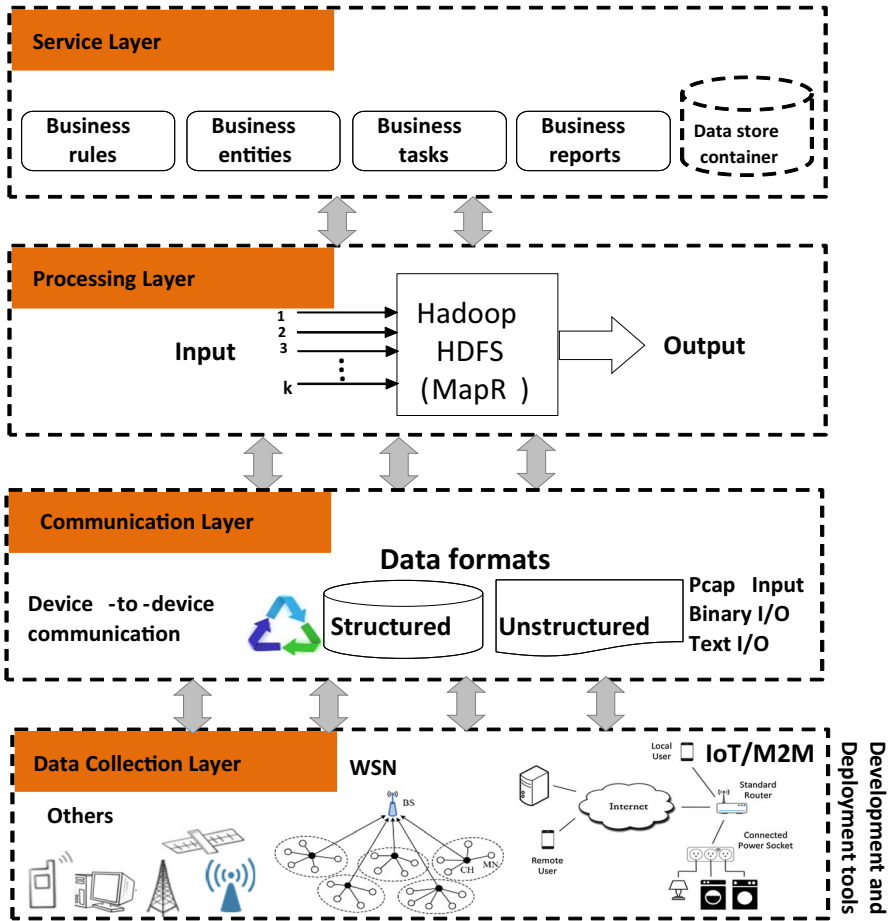 Service Layer
Business rules
Business entities
Business tasks
Business reports
Data store container
Processing Layer
Input
1
2
3
k
Hadoop
HDFS
(MapR )
Output
Communication Layer
Data formats
Device -to -device
communication
Structured
Unstructured
Pcap Input
Binary I/O
Text I/O
Data Collection Layer
Others
WSN
BS
CH
MN
IoT/M2M
Local
User
Internet
Standard
Router
Remote
User
Connected
Power Socket
Development and
Deployment tools